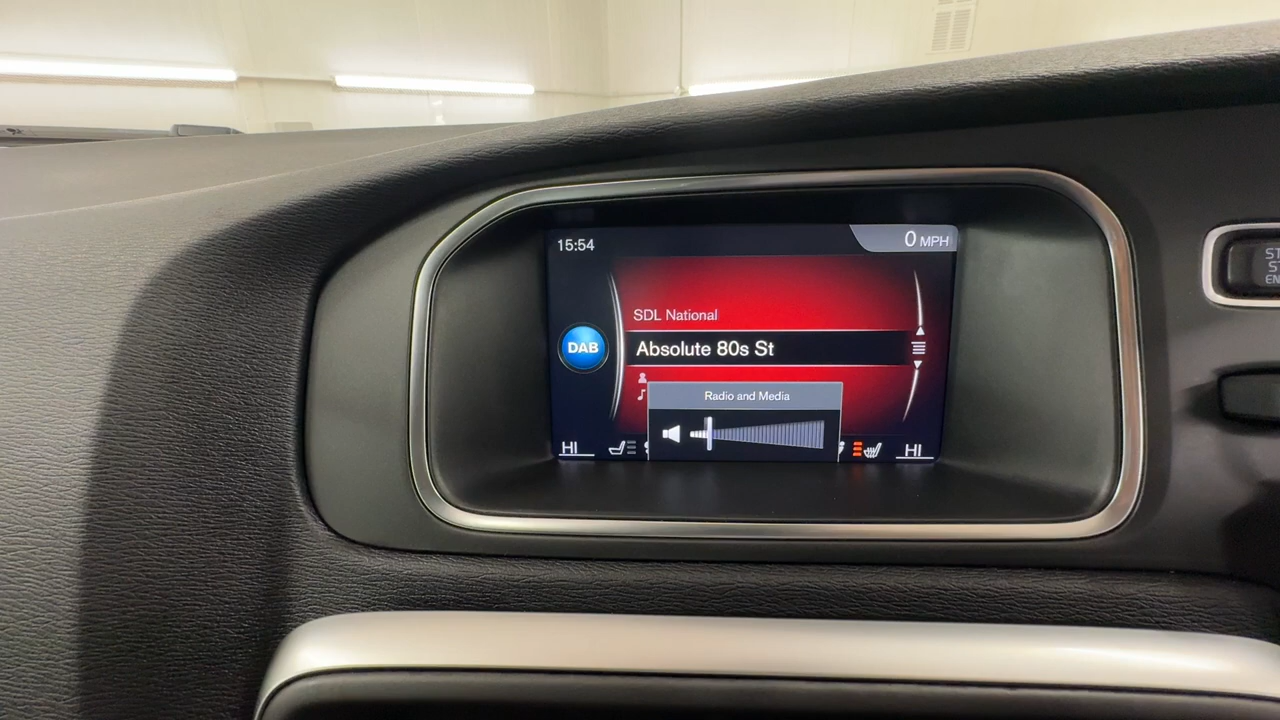 15:54
0 MPH
SDL National
DAB
Absolute 80s St
Radio and Media
HI
HI